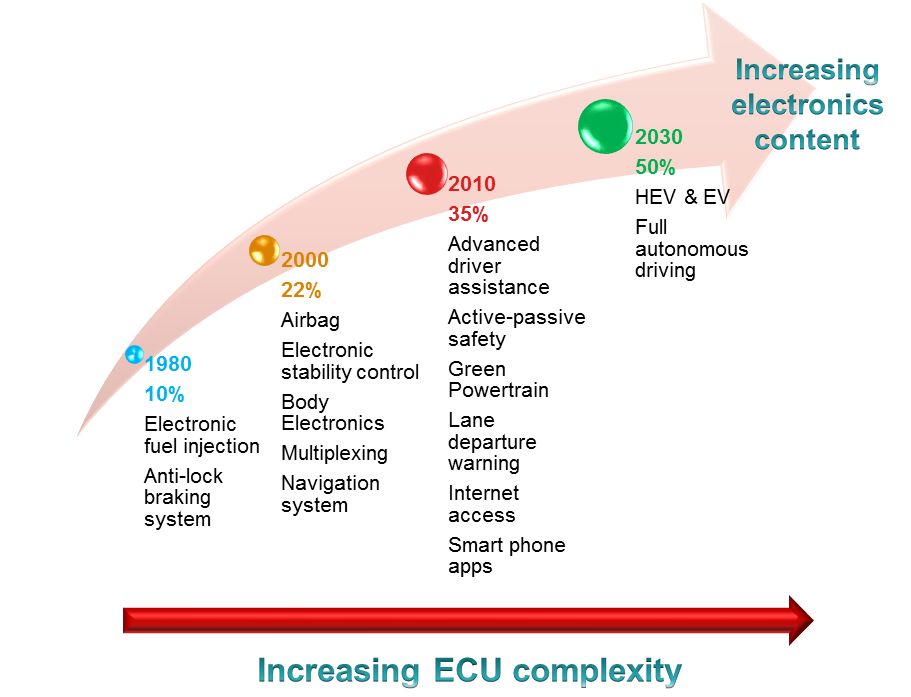 Increasing
electronics
content
1980
10%
Electronic
fuel injection
Anti-lock
braking
system
2000
22%
Airbag
Electronic
stability control
Body
Electronics
Multiplexing
Navigation
system
2010
35%
Advanced
driver
assistance
Active-passive
safety
Green
Powertrain
Lane
departure
warning
Internet
access
Smart phone
apps
2030
50%
HEV & EV
Full
autonomous
driving
Increasing ECU complexity